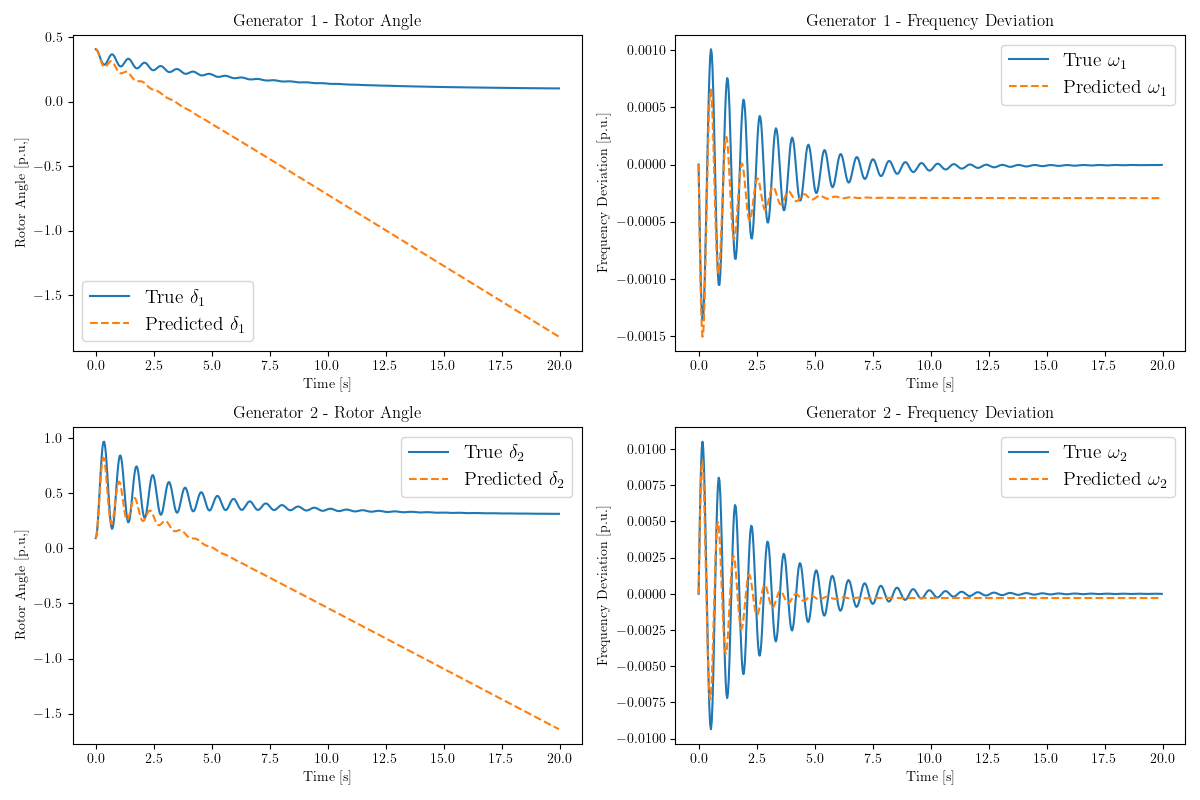 Generator 1 - Rotor Angle
Rotor Angle [p.u.]
0.5
0.0
−0.5
−1.0
−1.5
True δ1
Predicted δ1
0.0 2.5 5.0 7.5 10.0 12.5 15.0 17.5 20.0
Time [s]
Generator 1 - Frequency Deviation
Frequency Deviation [p.u.]
0.0010
0.0005
0.0000
−0.0005
−0.0010
−0.0015
True ω1
Predicted ω1
0.0 2.5 5.0 7.5 10.0 12.5 15.0 17.5 20.0
Time [s]
Generator 2 - Rotor Angle
Rotor Angle [p.u.]
1.0
0.5
0.0
−0.5
−1.0
−1.5
True δ2
Predicted δ2
0.0 2.5 5.0 7.5 10.0 12.5 15.0 17.5 20.0
Time [s]
Generator 2 - Frequency Deviation
Frequency Deviation [p.u.]
0.0100
0.0075
0.0050
0.0025
0.0000
−0.0025
−0.0050
−0.0075
−0.0100
True ω2
Predicted ω2
0.0 2.5 5.0 7.5 10.0 12.5 15.0 17.5 20.0
Time [s]